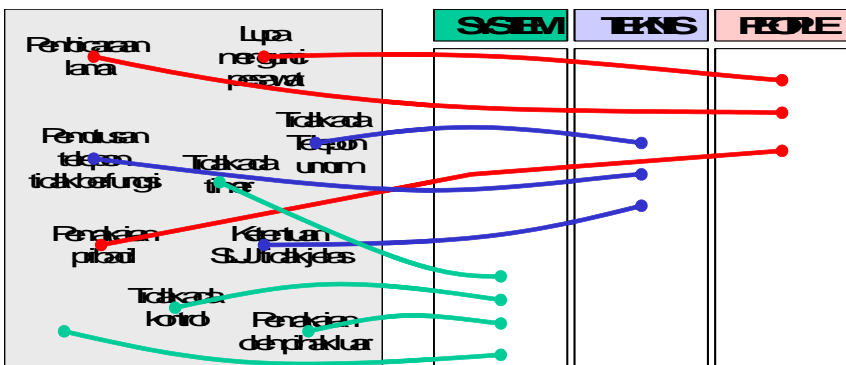 SYSTEM
TEKNIS
PEOPLE
Pembicaraan
lama
Lupa
mengunci
pesawat
Tidak ada
Telepon
umum
Pemutusan
telepon
tidak berfungsi
Tidak ada
timer
Pemakaian
pribadi
Ketentuan
SLJJ tidak jelas
Tidak ada
kontrol
Pemakaian
oleh pihak luar